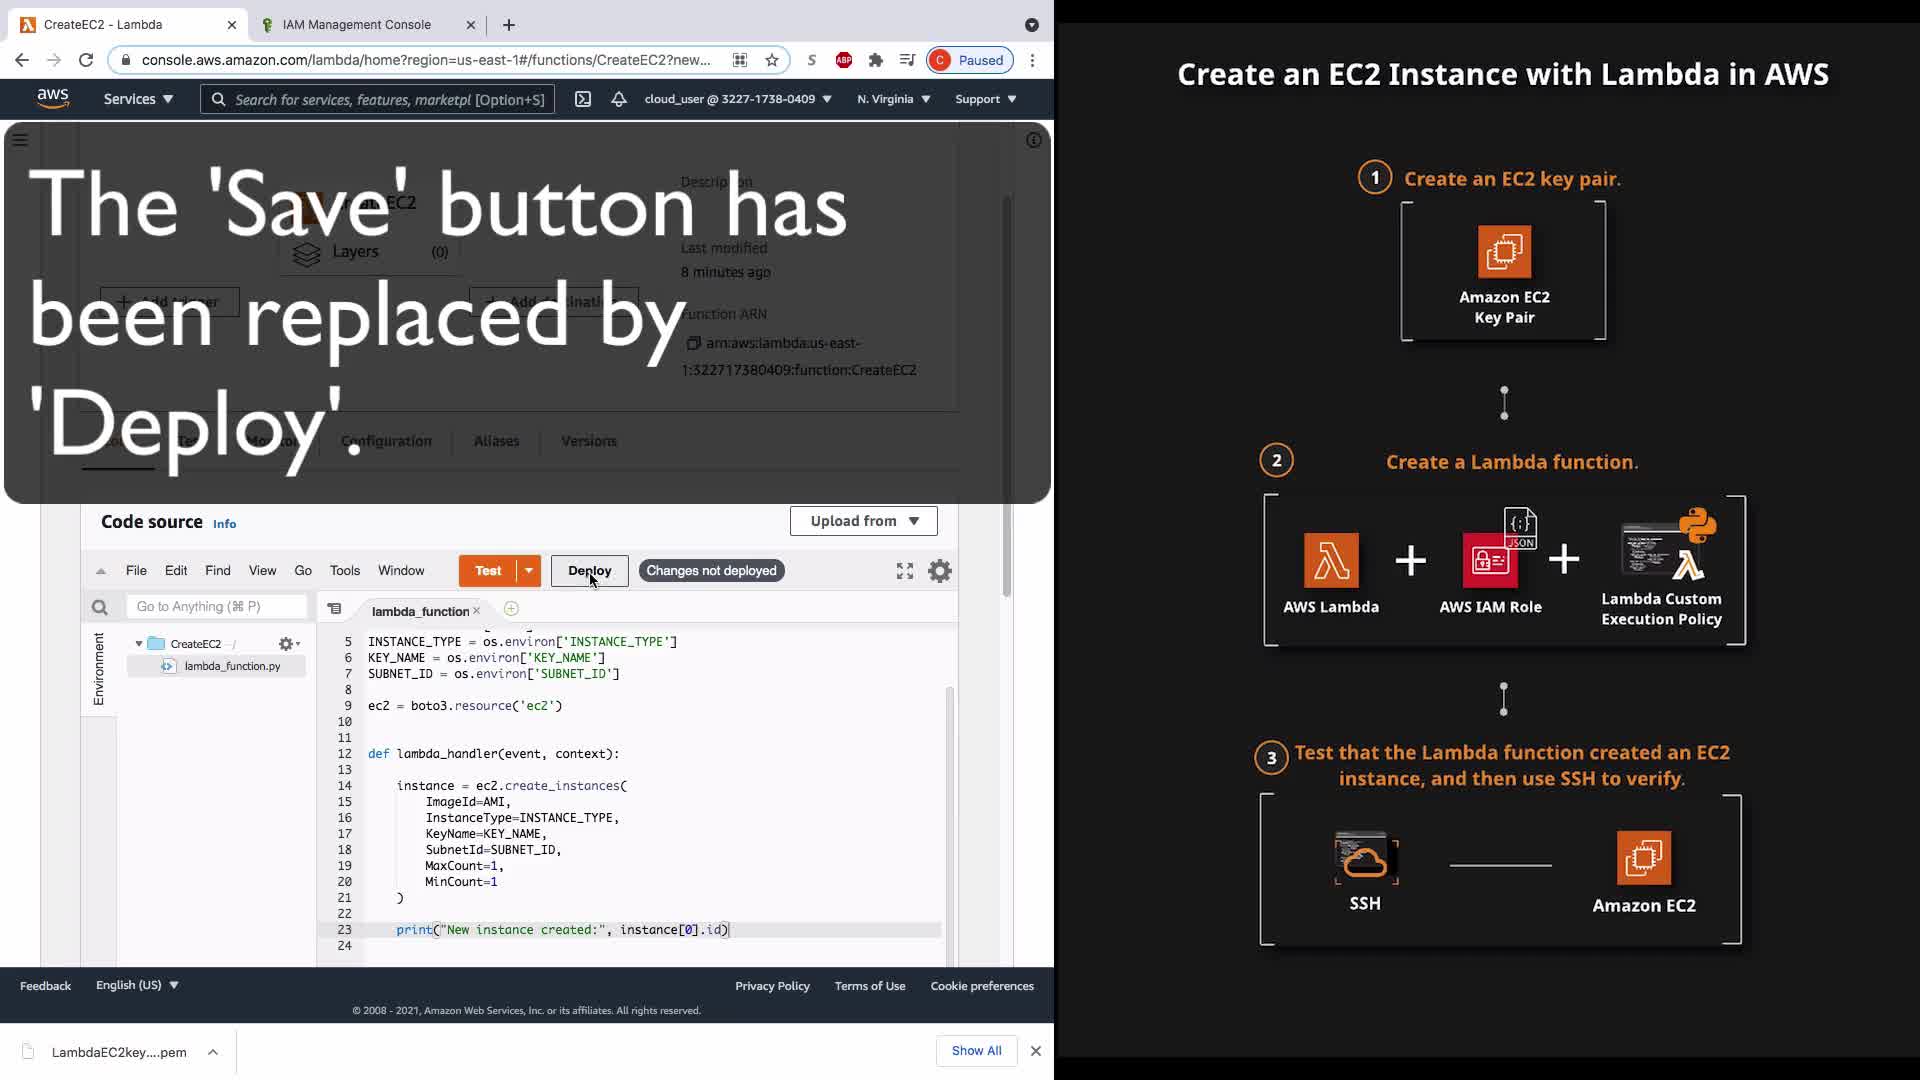 CreateEC2 - Lambda
IAM Management Console
console.aws.amazon.com/lambda/home?region=us-east-1#/functions/CreateEC2?new...
ABP
C Paused
aws
Services
Search for services, features, marketpl [Option+S]
cloud_user @ 3227-1738-0409
N. Virginia
Support
The 'Save' button has
been replaced by
'Deploy'.
Description
Layers
(0)
Last modified
8 minutes ago
Function ARN
arn:aws:lambda:us-east-
1:322717380409:function:CreateEC2
Configuration
Aliases
Versions
Code source
Info
Upload from
File
Edit
Find
View
Go
Tools
Window
Test
Deploy
Changes not deployed
Go to Anything (⌘ P)
lambda_function
Environment
CreateEC2
lambda_function.py
5 INSTANCE_TYPE = os.environ['INSTANCE_TYPE']
6 KEY_NAME = os.environ['KEY_NAME']
7 SUBNET_ID = os.environ['SUBNET_ID']
8
9 ec2 = boto3.resource('ec2')
10
11
12 def lambda_handler(event, context):
13
14 instance = ec2.create_instances(
15 ImageId=AMI,
16 InstanceType=INSTANCE_TYPE,
17 KeyName=KEY_NAME,
18 SubnetId=SUBNET_ID,
19 MaxCount=1,
20 MinCount=1
21 )
22
23 print("New instance created:", instance[0].id)
24
Feedback
English (US)
Privacy Policy
Terms of Use
Cookie preferences
© 2008 - 2021, Amazon Web Services, Inc. or its affiliates. All rights reserved.
LambdaEC2key....pem
Show All
Create an EC2 Instance with Lambda in AWS
1 Create an EC2 key pair.
Amazon EC2
Key Pair
2 Create a Lambda function.
JSON
AWS Lambda
AWS IAM Role
Lambda Custom
Execution Policy
3 Test that the Lambda function created an EC2
instance, and then use SSH to verify.
SSH
Amazon EC2